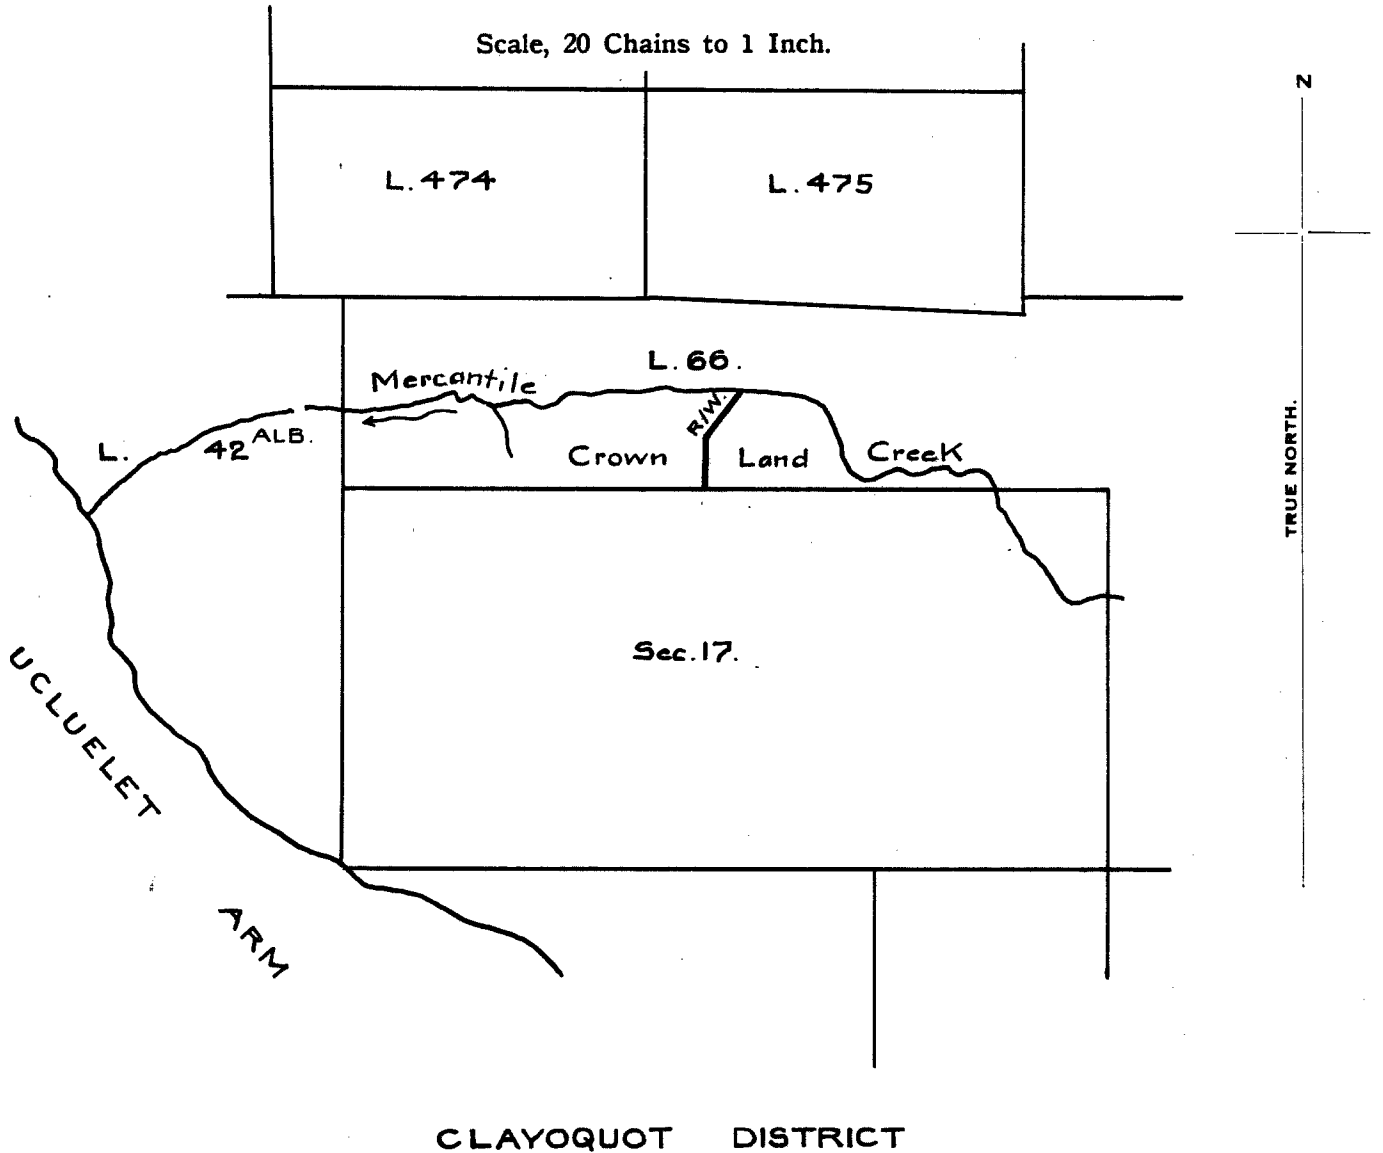 Scale, 20 Chains to 1 Inch.
N
L. 474
L. 475
L. 66.
Mercantile
R/W.
L. 42 ALB.
Crown Land
Creek
TRUE NORTH.
Sec. 17.
UCLUELET
ARM
CLAYOQUOT DISTRICT